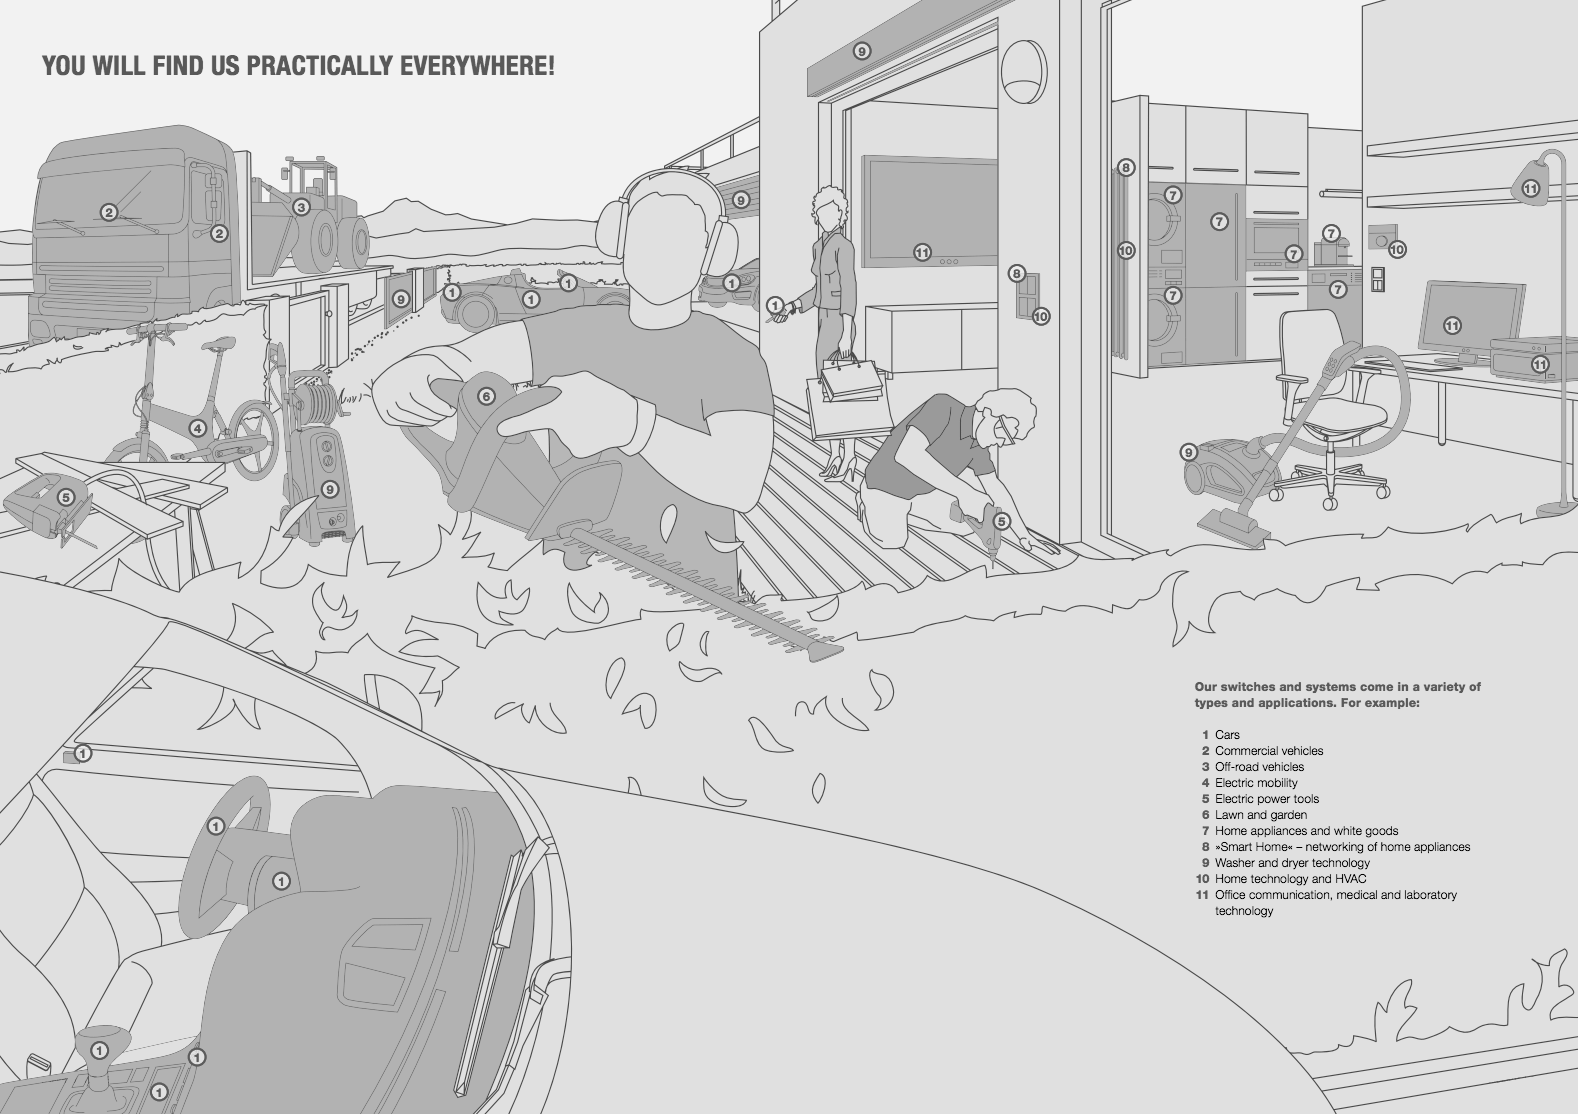 YOU WILL FIND US PRACTICALLY EVERYWHERE!
9
8
7
11
2
9
7
3
2
7
10
10
7
11
8
7
1
1
1
1
7
7
9
1
10
11
11
6
4
9
9
5
5
Our switches and systems come in a variety of
types and applications. For example:
1 Cars
2 Commercial vehicles
3 Off-road vehicles
4 Electric mobility
5 Electric power tools
6 Lawn and garden
7 Home appliances and white goods
8 »Smart Home« – networking of home appliances
9 Washer and dryer technology
10 Home technology and HVAC
11 Office communication, medical and laboratory
technology
1
1
1
1
1
1